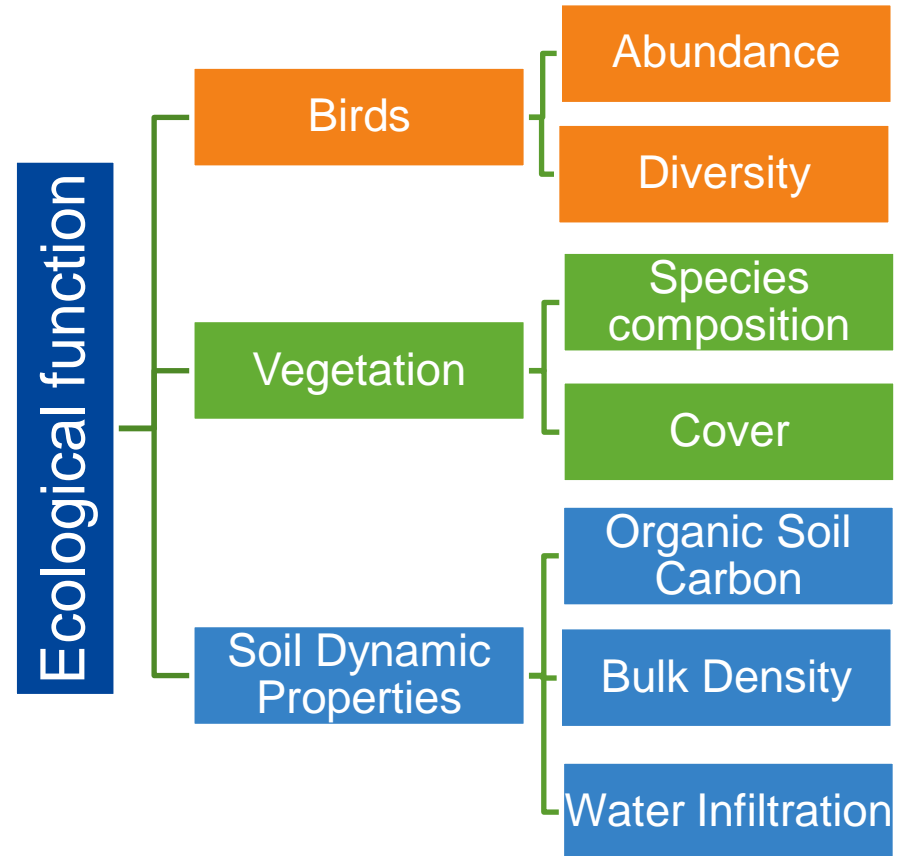 Ecological function
Birds
Abundance
Diversity
Vegetation
Species
composition
Cover
Soil Dynamic
Properties
Organic Soil
Carbon
Bulk Density
Water Infiltration